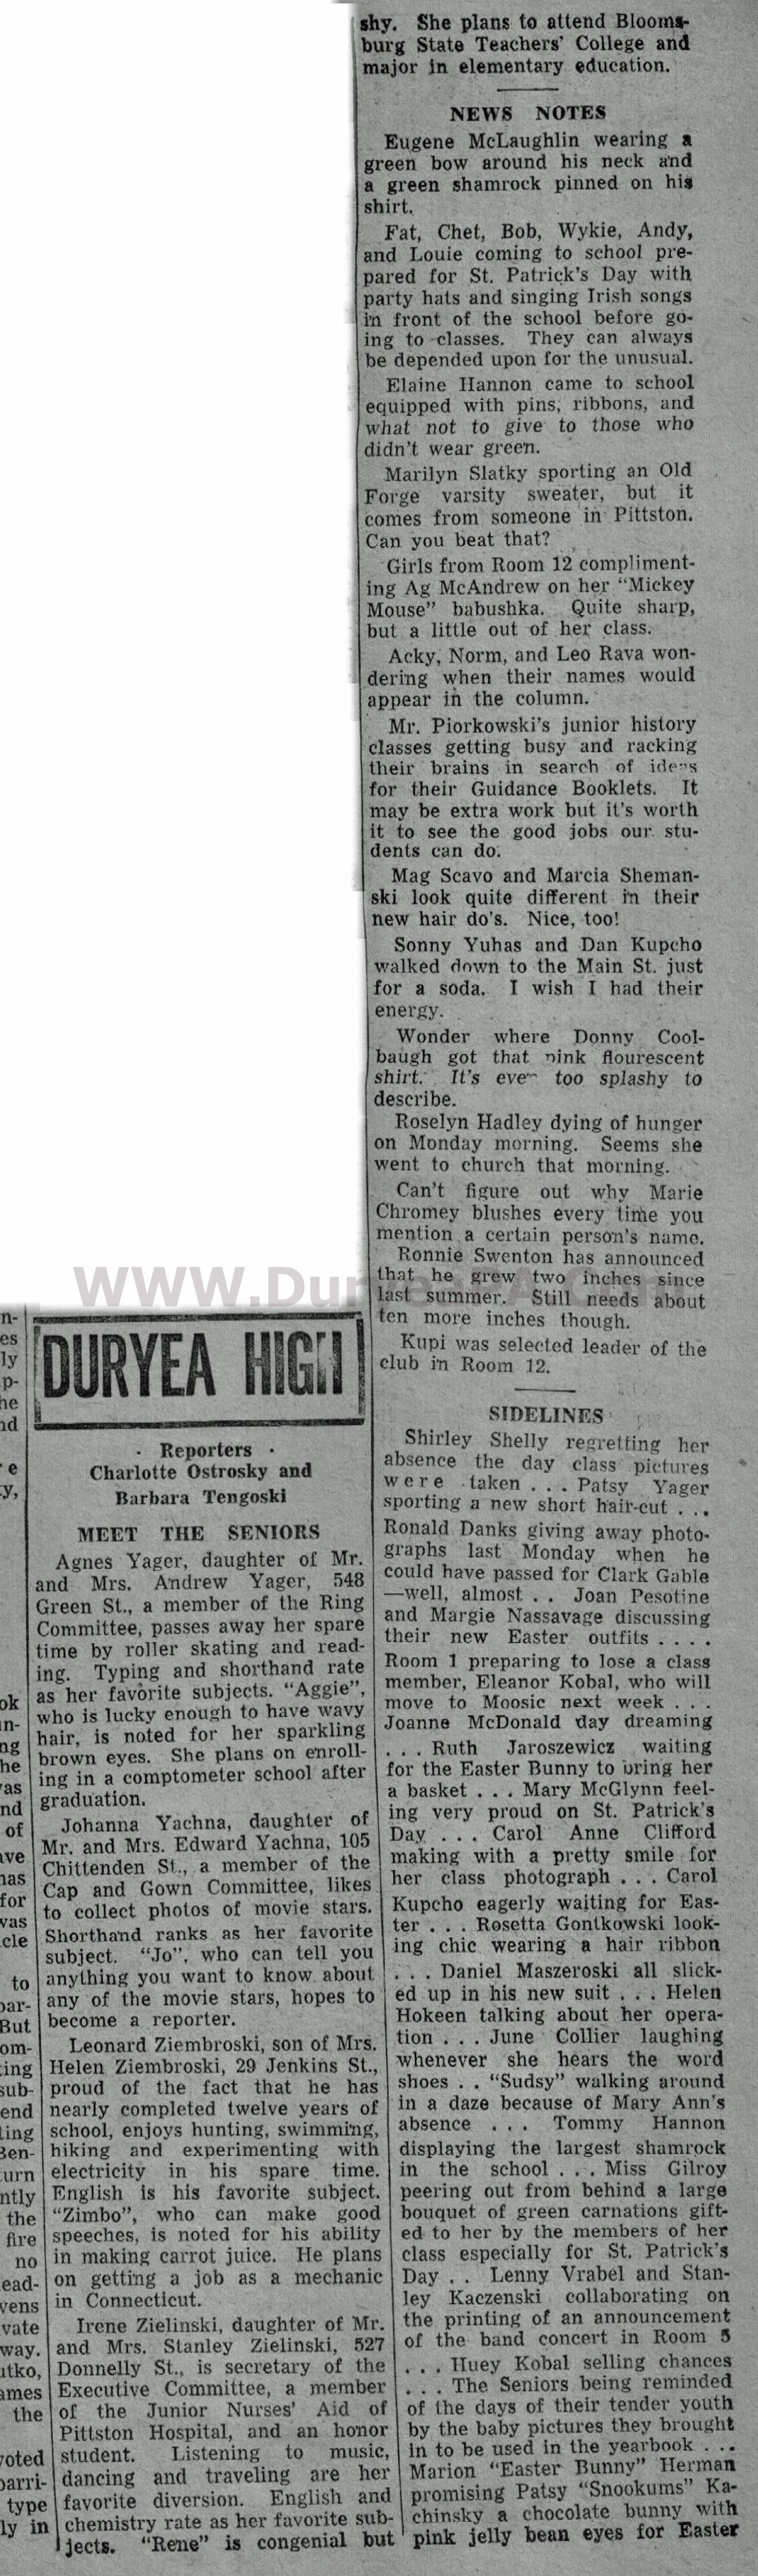 DURYEA HIGH
· Reporters ·
Charlotte Ostrosky and
Barbara Tengoski
MEET THE SENIORS
Agnes Yager, daughter of Mr.
and Mrs. Andrew Yager, 548
Green St., a member of the Ring
Committee, passes away her spare
time by roller skating and read-
ing. Typing and shorthand rate
as her favorite subjects. "Aggie",
who is lucky enough to have wavy
hair, is noted for her sparkling
brown eyes. She plans on enroll-
ing in a comptometer school after
graduation.
Johanna Yachna, daughter of
Mr. and Mrs. Edward Yachna, 105
Chittenden St., a member of the
Cap and Gown Committee, likes
to collect photos of movie stars.
Shorthand ranks as her favorite
subject. "Jo", who can tell you
anything you want to know about
any of the movie stars, hopes to
become a reporter.
Leonard Ziembroski, son of Mrs.
Helen Ziembroski, 29 Jenkins St.,
proud of the fact that he has
nearly completed twelve years of
school, enjoys hunting, swimming,
hiking and experimenting with
electricity in his spare time.
English is his favorite subject.
"Zimbo", who can make good
speeches, is noted for his ability
in making carrot juice. He plans
on getting a job as a mechanic
in Connecticut.
Irene Zielinski, daughter of Mr.
and Mrs. Stanley Zielinski, 527
Donnelly St., is secretary of the
Executive Committee, a member
of the Junior Nurses' Aid of
Pittston Hospital, and an honor
student. Listening to music,
dancing and traveling are her
favorite diversion. English and
chemistry rate as her favorite sub-
jects. "Rene" is congenial but
shy. She plans to attend Blooms-
burg State Teachers' College and
major in elementary education.
NEWS NOTES
Eugene McLaughlin wearing a
green bow around his neck and
a green shamrock pinned on his
shirt.
Fat, Chet, Bob, Wykie, Andy,
and Louie coming to school pre-
pared for St. Patrick's Day with
party hats and singing Irish songs
in front of the school before go-
ing to classes. They can always
be depended upon for the unusual.
Elaine Hannon came to school
equipped with pins, ribbons, and
what not to give to those who
didn't wear green.
Marilyn Slatky sporting an Old
Forge varsity sweater, but it
comes from someone in Pittston.
Can you beat that?
Girls from Room 12 compliment-
ing Ag McAndrew on her "Mickey
Mouse" babushka. Quite sharp,
but a little out of her class.
Acky, Norm, and Leo Rava won-
dering when their names would
appear in the column.
Mr. Piorkowski's junior history
classes getting busy and racking
their brains in search of ideas
for their Guidance Booklets. It
may be extra work but it's worth
it to see the good jobs our stu-
dents can do.
Mag Scavo and Marcia Sheman-
ski look quite different in their
new hair do's. Nice, too!
Sonny Yuhas and Dan Kupcho
walked down to the Main St. just
for a soda. I wish I had their
energy.
Wonder where Donny Cool-
baugh got that pink flourescent
shirt. It's even too splashy to
describe.
Roselyn Hadley dying of hunger
on Monday morning. Seems she
went to church that morning.
Can't figure out why Marie
Chromey blushes every time you
mention a certain person's name.
Ronnie Swenton has announced
that he grew two inches since
last summer. Still needs about
ten more inches though.
Kupi was selected leader of the
club in Room 12.
SIDELINES
Shirley Shelly regretting her
absence the day class pictures
were taken . . . Patsy Yager
sporting a new short hair-cut . . .
Ronald Danks giving away photo-
graphs last Monday when he
could have passed for Clark Gable
—well, almost . . Joan Pesotine
and Margie Nassavage discussing
their new Easter outfits . . . .
Room 1 preparing to lose a class
member, Eleanor Kobal, who will
move to Moosic next week . . .
Joanne McDonald day dreaming
. . . Ruth Jaroszewicz waiting
for the Easter Bunny to bring her
a basket . . . Mary McGlynn feel-
ing very proud on St. Patrick's
Day . . . Carol Anne Clifford
making with a pretty smile for
her class photograph . . . Carol
Kupcho eagerly waiting for Eas-
ter . . . Rosetta Gontkowski look-
ing chic wearing a hair ribbon
. . . Daniel Maszeroski all slick-
ed up in his new suit . . . Helen
Hokeen talking about her opera-
tion . . . June Collier laughing
whenever she hears the word
shoes . . "Sudsy" walking around
in a daze because of Mary Ann's
absence . . . Tommy Hannon
displaying the largest shamrock
in the school . . . Miss Gilroy
peering out from behind a large
bouquet of green carnations gift-
ed to her by the members of her
class especially for St. Patrick's
Day . . Lenny Vrabel and Stan-
ley Kaczenski collaborating on
the printing of an announcement
of the band concert in Room 5
. . . Huey Kobal selling chances
. . . The Seniors being reminded
of the days of their tender youth
by the baby pictures they brought
in to be used in the yearbook . . .
Marion "Easter Bunny" Herman
promising Patsy "Snookums" Ka-
chinsky a chocolate bunny with
pink jelly bean eyes for Easter